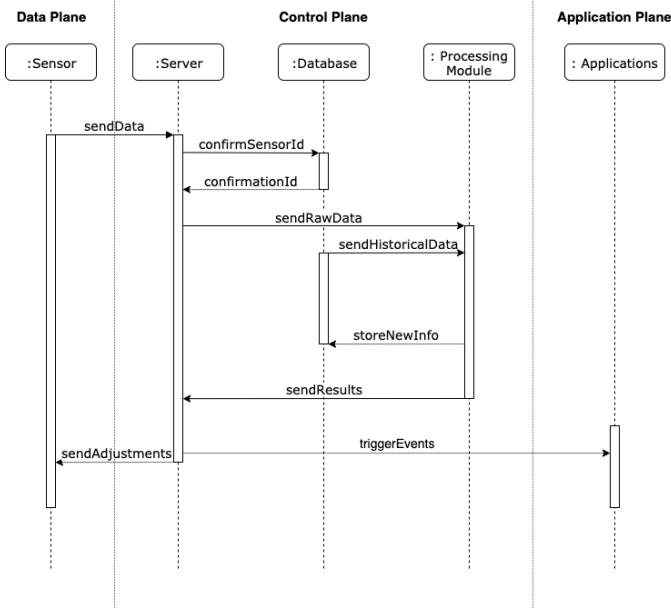 Data Plane
Control Plane
Application Plane
:Sensor
:Server
:Database
: Processing
Module
: Applications
sendData
confirmSensorId
confirmationId
sendRawData
sendHistoricalData
storeNewInfo
sendResults
triggerEvents
sendAdjustments